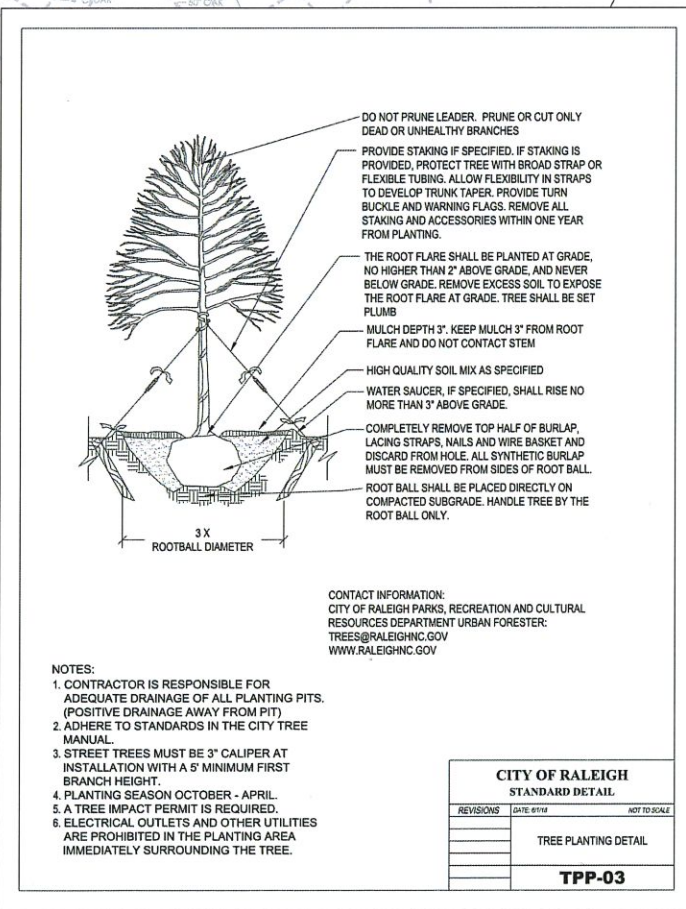 DO NOT PRUNE LEADER. PRUNE OR CUT ONLY
DEAD OR UNHEALTHY BRANCHES
PROVIDE STAKING IF SPECIFIED. IF STAKING IS
PROVIDED, PROTECT TREE WITH BROAD STRAP OR
FLEXIBLE TUBING. ALLOW FLEXIBILITY IN STRAPS
TO DEVELOP TRUNK TAPER. PROVIDE TURN
BUCKLE AND WARNING FLAGS. REMOVE ALL
STAKING AND ACCESSORIES WITHIN ONE YEAR
FROM PLANTING.
THE ROOT FLARE SHALL BE PLANTED AT GRADE,
NO HIGHER THAN 2" ABOVE GRADE, AND NEVER
BELOW GRADE. REMOVE EXCESS SOIL TO EXPOSE
THE ROOT FLARE AT GRADE. TREE SHALL BE SET
PLUMB
MULCH DEPTH 3". KEEP MULCH 3" FROM ROOT
FLARE AND DO NOT CONTACT STEM
HIGH QUALITY SOIL MIX AS SPECIFIED
WATER SAUCER, IF SPECIFIED, SHALL RISE NO
MORE THAN 3" ABOVE GRADE.
COMPLETELY REMOVE TOP HALF OF BURLAP,
LACING STRAPS, NAILS AND WIRE BASKET AND
DISCARD FROM HOLE. ALL SYNTHETIC BURLAP
MUST BE REMOVED FROM SIDES OF ROOT BALL.
ROOT BALL SHALL BE PLACED DIRECTLY ON
COMPACTED SUBGRADE. HANDLE TREE BY THE
ROOT BALL ONLY.
3 X
ROOTBALL DIAMETER
CONTACT INFORMATION:
CITY OF RALEIGH PARKS, RECREATION AND CULTURAL
RESOURCES DEPARTMENT URBAN FORESTER:
TREES@RALEIGHNC.GOV
WWW.RALEIGHNC.GOV
NOTES:
1. CONTRACTOR IS RESPONSIBLE FOR
ADEQUATE DRAINAGE OF ALL PLANTING PITS.
(POSITIVE DRAINAGE AWAY FROM PIT)
2. ADHERE TO STANDARDS IN THE CITY TREE
MANUAL.
3. STREET TREES MUST BE 3" CALIPER AT
INSTALLATION WITH A 5' MINIMUM FIRST
BRANCH HEIGHT.
4. PLANTING SEASON OCTOBER - APRIL.
5. A TREE IMPACT PERMIT IS REQUIRED.
6. ELECTRICAL OUTLETS AND OTHER UTILITIES
ARE PROHIBITED IN THE PLANTING AREA
IMMEDIATELY SURROUNDING THE TREE.
CITY OF RALEIGH
STANDARD DETAIL
REVISIONS DATE: 6/1/18 NOT TO SCALE
TREE PLANTING DETAIL
TPP-03